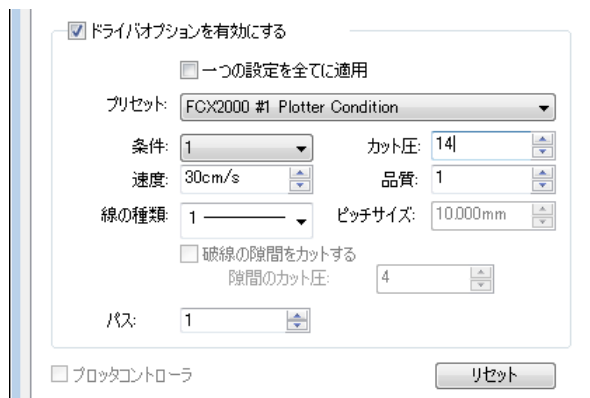 ドライバオプションを有効にする
一つの設定を全てに適用
プリセット: FCX2000 #1 Plotter Condition
条件: 1 カット圧: 14
速度: 30cm/s 品質: 1
線の種類: 1 ピッチサイズ: 10.000mm
破線の隙間をカットする
隙間のカット圧: 4
パス: 1
プロッタコントローラ リセット